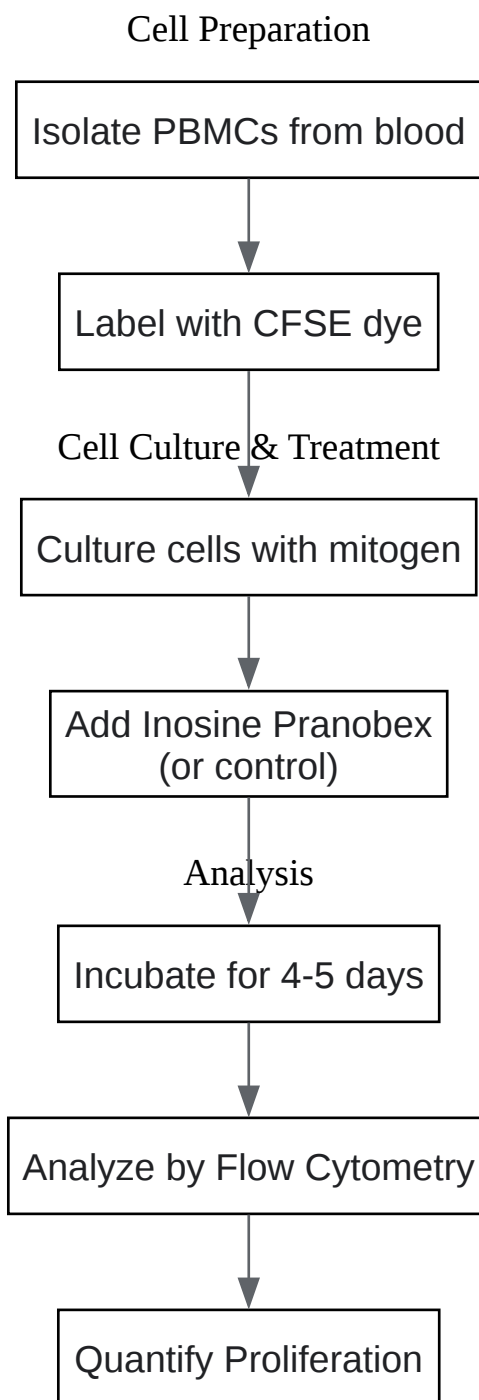 Cell Preparation
Isolate PBMCs from blood
Label with CFSE dye
Cell Culture & Treatment
Culture cells with mitogen
Add Inosine Pranobex
(or control)
Analysis
Incubate for 4-5 days
Analyze by Flow Cytometry
Quantify Proliferation